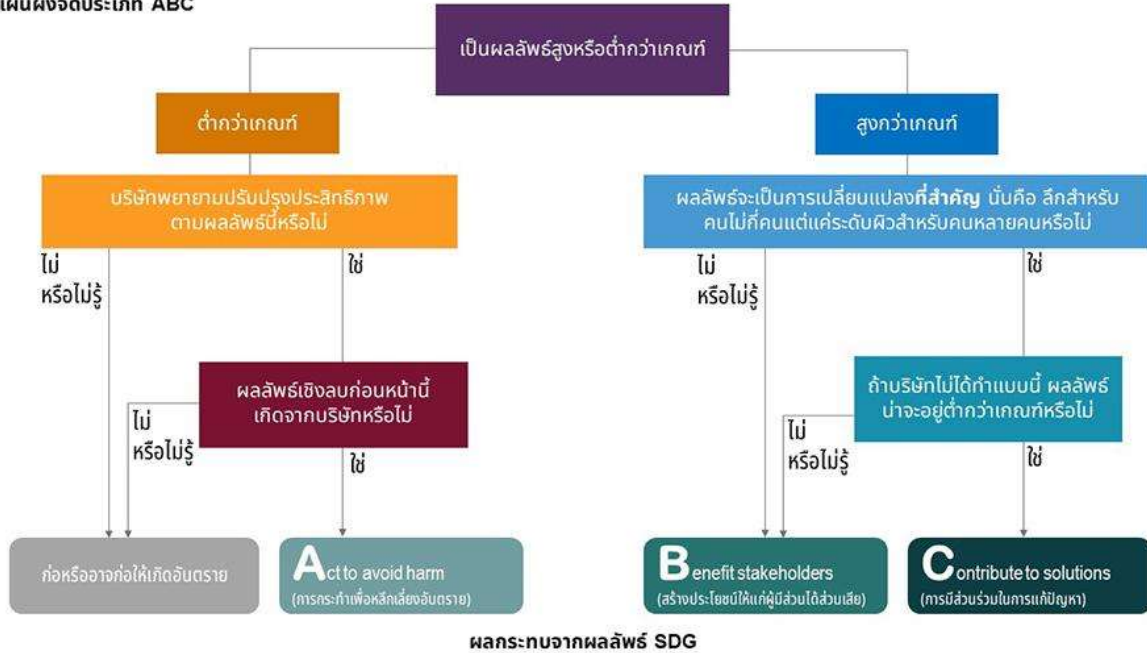 แผนผังจัดประเภท ABC
เป็นผลลัพธ์สูงหรือต่ำกว่าเกณฑ์
ต่ำกว่าเกณฑ์
สูงกว่าเกณฑ์
บริษัทพยายามปรับปรุงประสิทธิภาพ
ตามผลลัพธ์นี้หรือไม่
ผลลัพธ์จะเป็นการเปลี่ยนแปลงที่สำคัญ นั่นคือ ลึกสำหรับ
คนไม่กี่คนแต่แค่ระดับผิวสำหรับคนหลายคนหรือไม่
ไม่
หรือไม่รู้
ใช่
ไม่
หรือไม่รู้
ใช่
ผลลัพธ์เชิงลบก่อนหน้านี้
เกิดจากบริษัทหรือไม่
ถ้าบริษัทไม่ได้ทำแบบนี้ ผลลัพธ์
น่าจะอยู่ต่ำกว่าเกณฑ์หรือไม่
ไม่
หรือไม่รู้
ใช่
ไม่
หรือไม่รู้
ใช่
ก่อหรืออาจก่อให้เกิดอันตราย
Act to avoid harm
(การกระทำเพื่อหลีกเลี่ยงอันตราย)
Benefit stakeholders
(สร้างประโยชน์ให้แก่ผู้มีส่วนได้ส่วนเสีย)
Contribute to solutions
(การมีส่วนร่วมในการแก้ปัญหา)
ผลกระทบจากผลลัพธ์ SDG